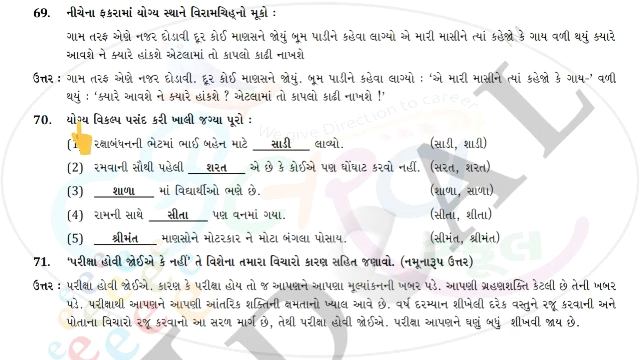 69. નીચેના ફકરામાં યોગ્ય સ્થાને વિરામચિહ્નો મૂકો :
ગામ તરફ એણે નજર દોડાવી દૂર કોઈ માણસને જોયું બૂમ પાડીને કહેવા લાગ્યો એ મારી માસીને ત્યાં કહેજો કે ગાય વળી થયું ક્યારે
આવશે ને ક્યારે હાંકશે એટલામાં તો કાપલો કાઢી નાખશે
ઉત્તર : ગામ તરફ એણે નજર દોડાવી. દૂર કોઈ માણસને જોયું. બૂમ પાડીને કહેવા લાગ્યો : ‘એ મારી માસીને ત્યાં કહેજો કે ગાય–’ વળી
થયું : ‘ક્યારે આવશે ને ક્યારે હાંકશે ? એટલામાં તો કાપલો કાઢી નાખશે !’
70. યોગ્ય વિકલ્પ પસંદ કરી ખાલી જગ્યા પૂરો :
(1) રક્ષાબંધનની ભેટમાં ભાઈ બહેન માટે સાડી લાવ્યો. (સાડી, શાડી)
(2) રમવાની સૌથી પહેલી શરત એ છે કે કોઈએ પણ ઘોંઘાટ કરવો નહીં. (સરત, શરત)
(3) શાળા માં વિદ્યાર્થીઓ ભણે છે. (શાળા, સાળા)
(4) રામની સાથે સીતા પણ વનમાં ગયા. (સીતા, શીતા)
(5) શ્રીમંત માણસોને મોટરકાર ને મોટા બંગલા પોસાય. (સીમંત, શ્રીમંત)
71. ‘પરીક્ષા હોવી જોઈએ કે નહીં’ તે વિશેના તમારા વિચારો કારણ સહિત જણાવો. (નમૂનારૂપ ઉત્તર)
ઉત્તર : પરીક્ષા હોવી જોઈએ. કારણ કે પરીક્ષા હોય તો જ આપણને આપણા મૂલ્યાંકનની ખબર પડે. આપણી ગ્રહણશક્તિ કેટલી છે તેની ખબર
પડે. પરીક્ષાથી આપણને આપણી આંતરિક શક્તિની ક્ષમતાનો ખ્યાલ આવે છે. વર્ષ દરમ્યાન શીખેલી દરેક વસ્તુને રજૂ કરવાની અને
પોતાના વિચારો રજૂ કરવાનો આ સરળ માર્ગ છે, તેથી પરીક્ષા હોવી જોઈએ. પરીક્ષા આપણને ઘણું બધું શીખવી જાય છે.